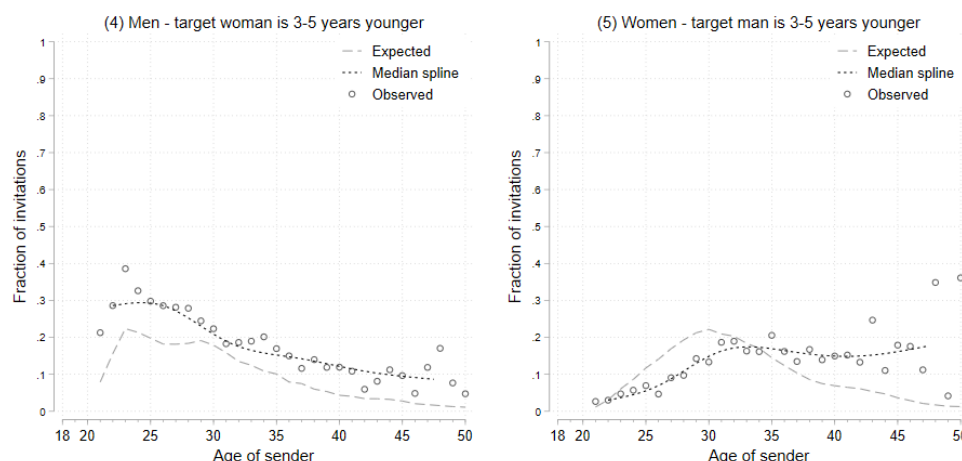 (4) Men - target woman is 3-5 years younger
Expected
Median spline
Observed
Fraction of invitations
1
.9
.8
.7
.6
.5
.4
.3
.2
.1
0
18 20 25 30 35 40 45 50
Age of sender
(5) Women - target man is 3-5 years younger
Expected
Median spline
Observed
Fraction of invitations
1
.9
.8
.7
.6
.5
.4
.3
.2
.1
0
18 20 25 30 35 40 45 50
Age of sender